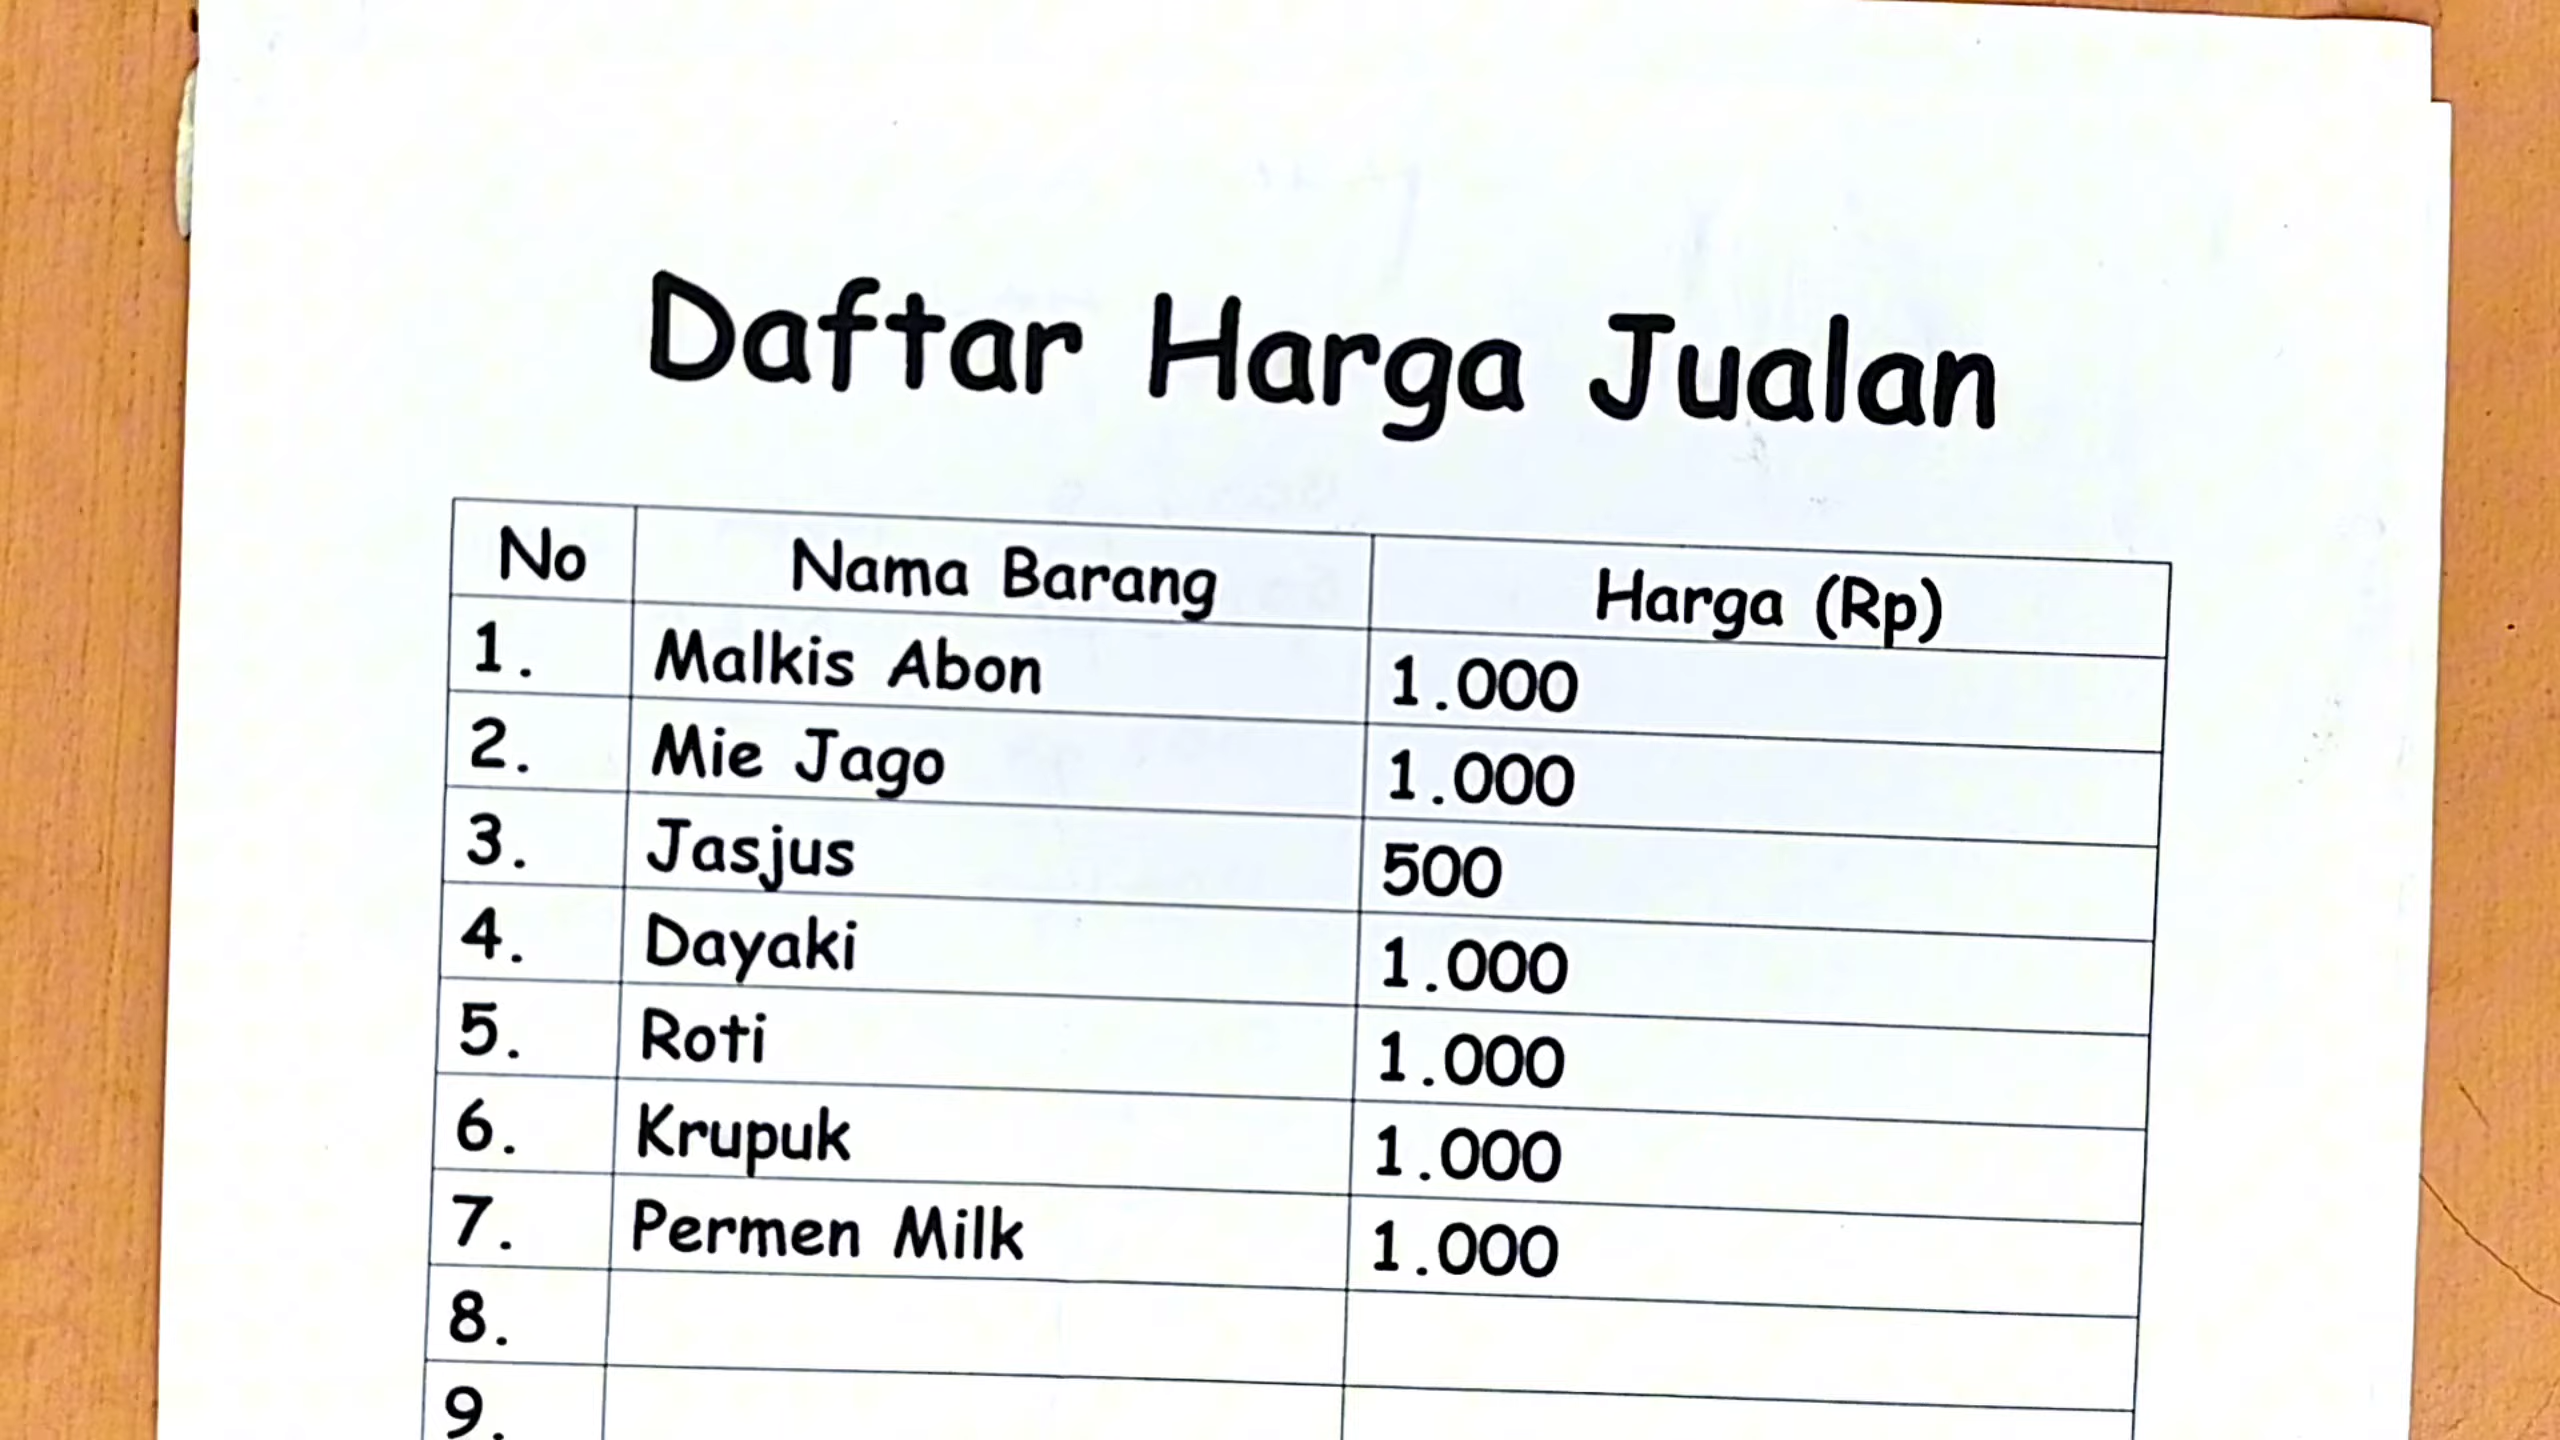 Daftar Harga Jualan
No Nama Barang Harga (Rp)
1. Malkis Abon 1.000
2. Mie Jago 1.000
3. Jasjus 500
4. Dayaki 1.000
5. Roti 1.000
6. Krupuk 1.000
7. Permen Milk 1.000
8.
9.